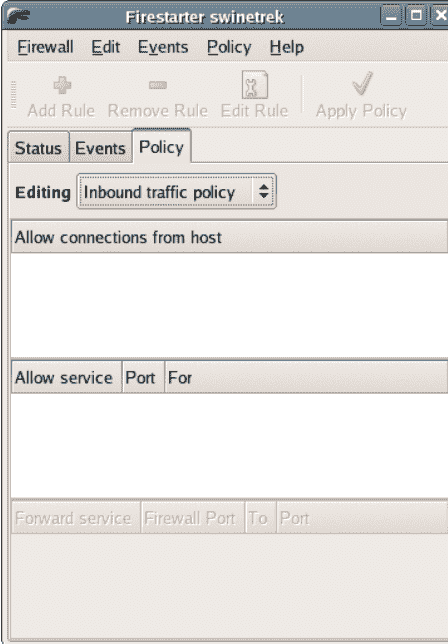 Firestarter swinetrek
Firewall Edit Events Policy Help
Add Rule Remove Rule Edit Rule Apply Policy
Status Events Policy
Editing Inbound traffic policy
Allow connections from host
Allow service Port For
Forward service Firewall Port To Port